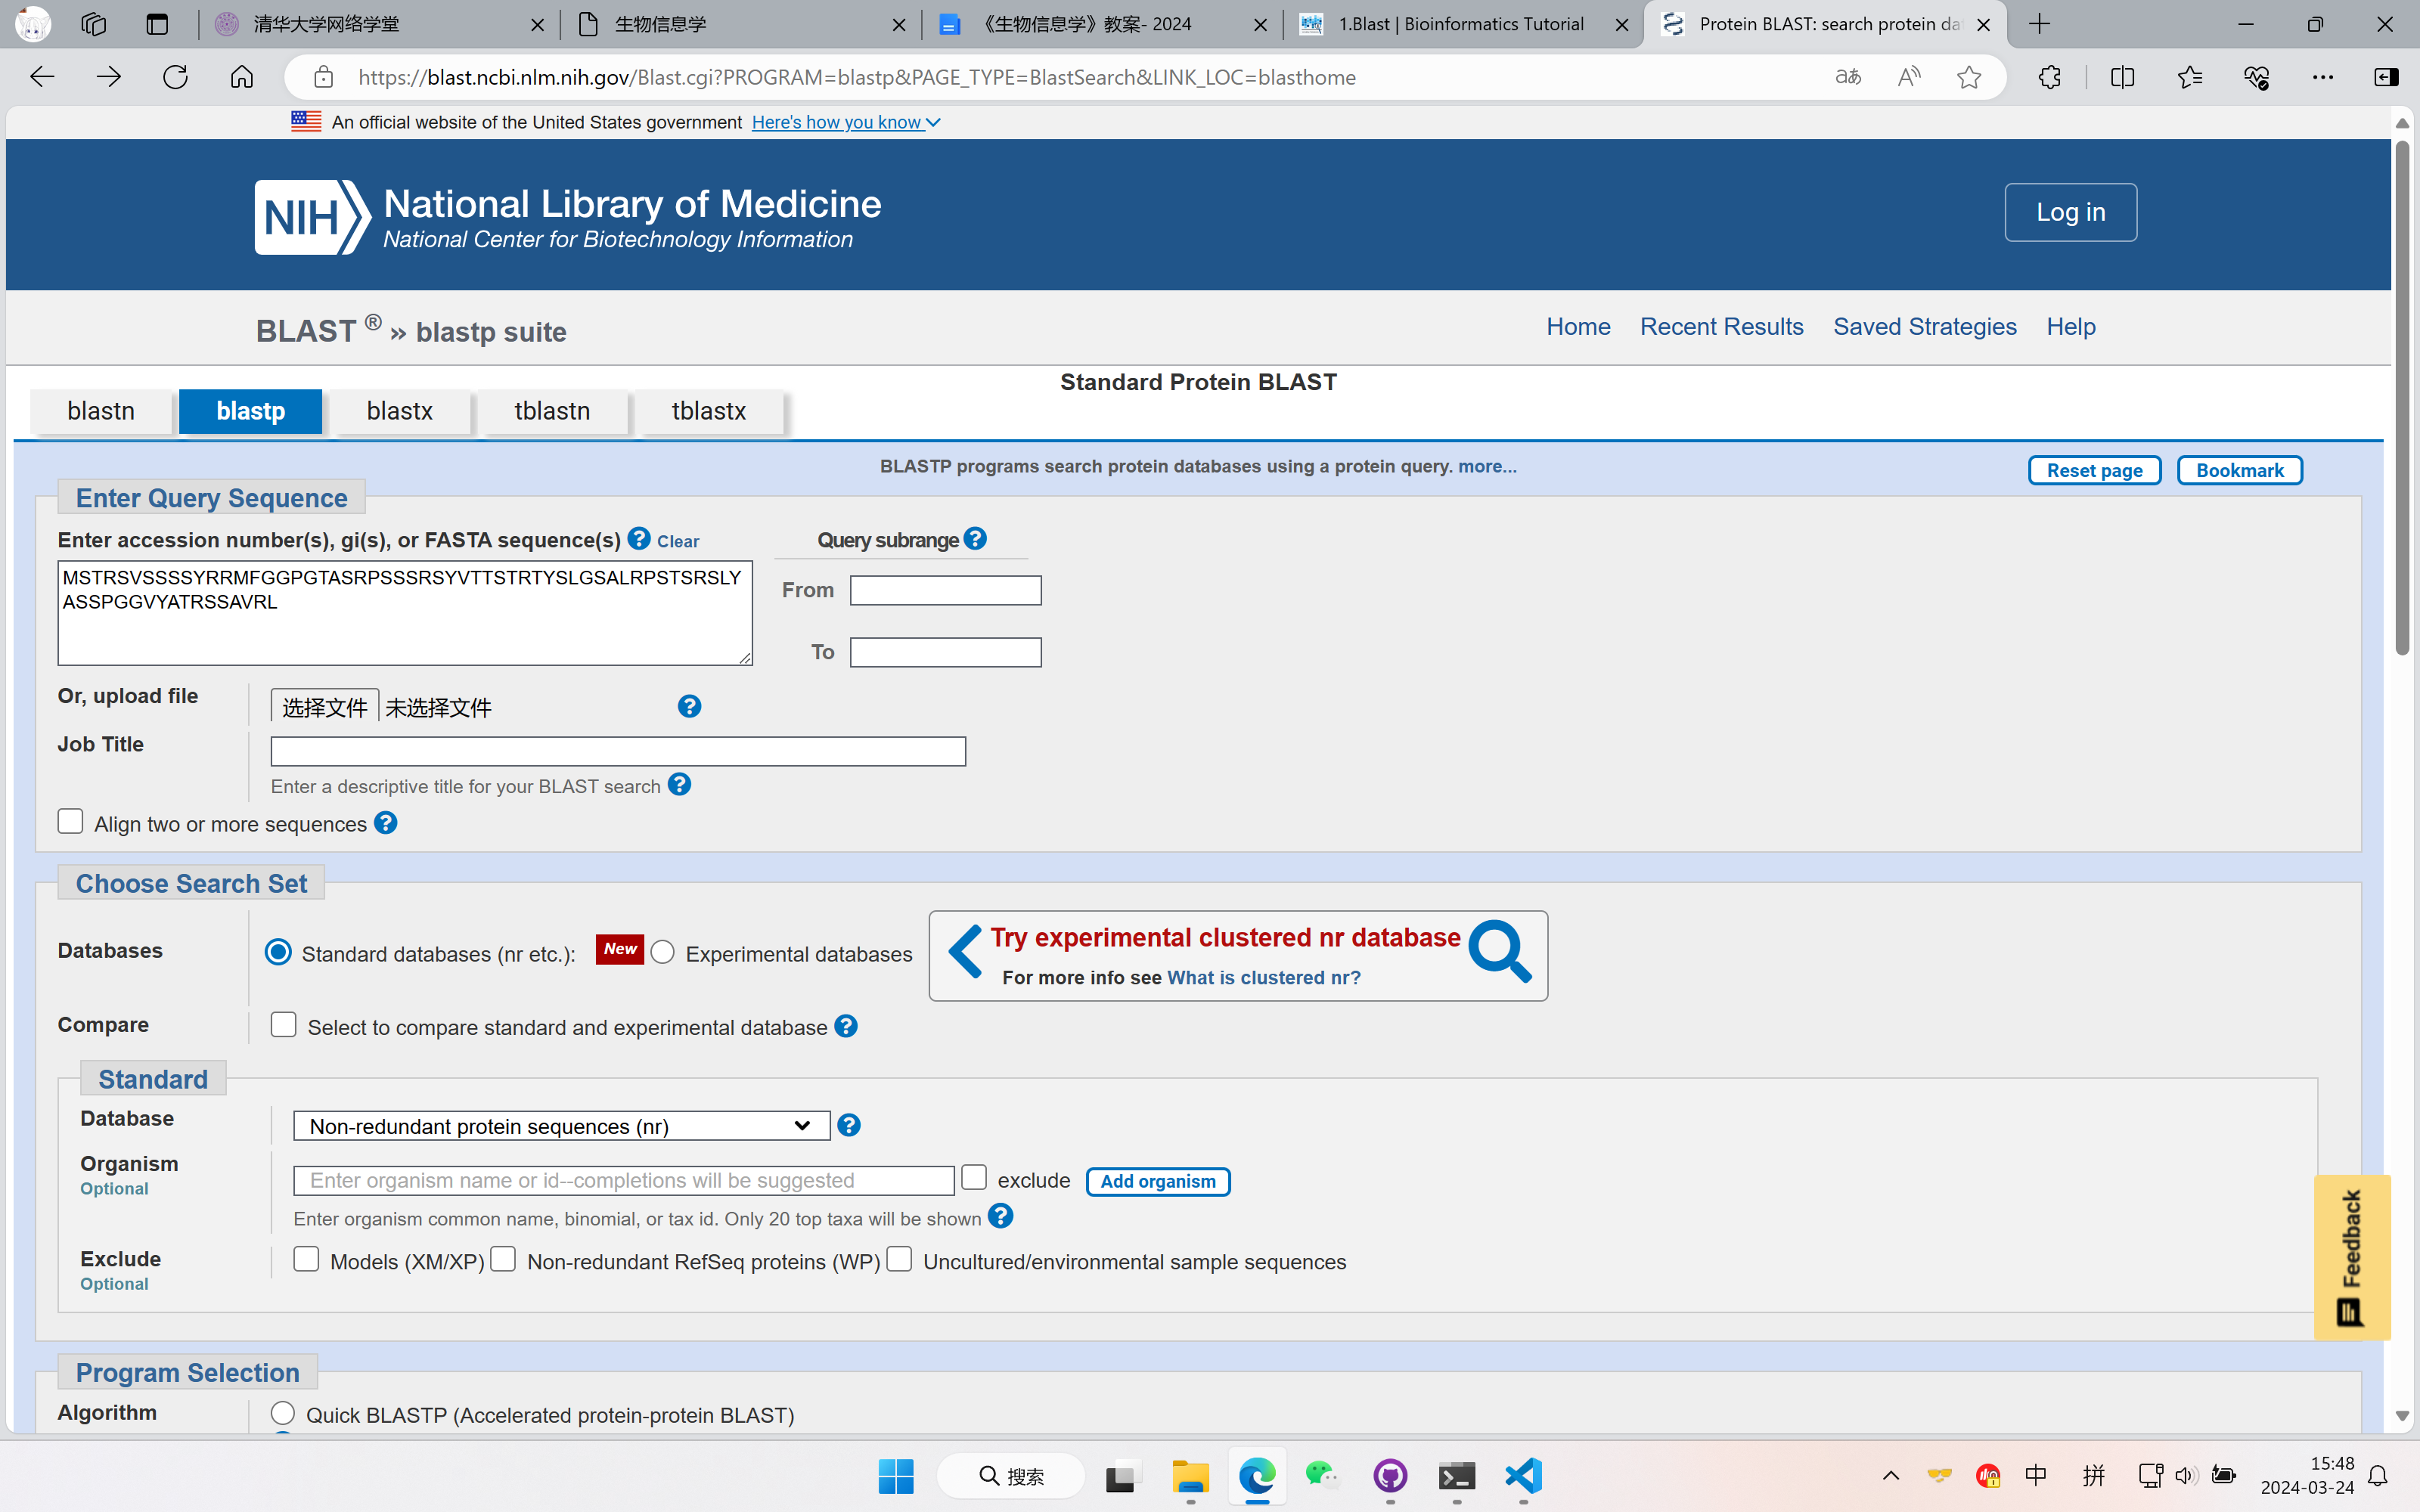 清华大学网络学堂
生物信息学
《生物信息学》教案- 2024
1.Blast | Bioinformatics Tutorial
Protein BLAST: search protein da
https://blast.ncbi.nlm.nih.gov/Blast.cgi?PROGRAM=blastp&PAGE_TYPE=BlastSearch&LINK_LOC=blasthome
An official website of the United States government Here's how you know
NIH
National Library of Medicine
National Center for Biotechnology Information
Log in
BLAST ® » blastp suite
Home Recent Results Saved Strategies Help
Standard Protein BLAST
blastn blastp blastx tblastn tblastx
BLASTP programs search protein databases using a protein query. more...
Reset page Bookmark
Enter Query Sequence
Enter accession number(s), gi(s), or FASTA sequence(s) ? Clear
Query subrange ?
MSTRSVSSSSYRRMFGGPGTASRPSSSRSYVTTSTRTYSLGSALRPSTSRSLY
ASSPGGVYATRSSAVRL
From
To
Or, upload file
选择文件 未选择文件 ?
Job Title
Enter a descriptive title for your BLAST search ?
Align two or more sequences ?
Choose Search Set
Databases
Standard databases (nr etc.): New Experimental databases
Try experimental clustered nr database
For more info see What is clustered nr?
Compare
Select to compare standard and experimental database ?
Standard
Database
Non-redundant protein sequences (nr) ?
Organism
Optional
Enter organism name or id--completions will be suggested exclude Add organism
Enter organism common name, binomial, or tax id. Only 20 top taxa will be shown ?
Exclude
Optional
Models (XM/XP) Non-redundant RefSeq proteins (WP) Uncultured/environmental sample sequences
Feedback
Program Selection
Algorithm
Quick BLASTP (Accelerated protein-protein BLAST)
搜索
中 拼
15:48
2024-03-24